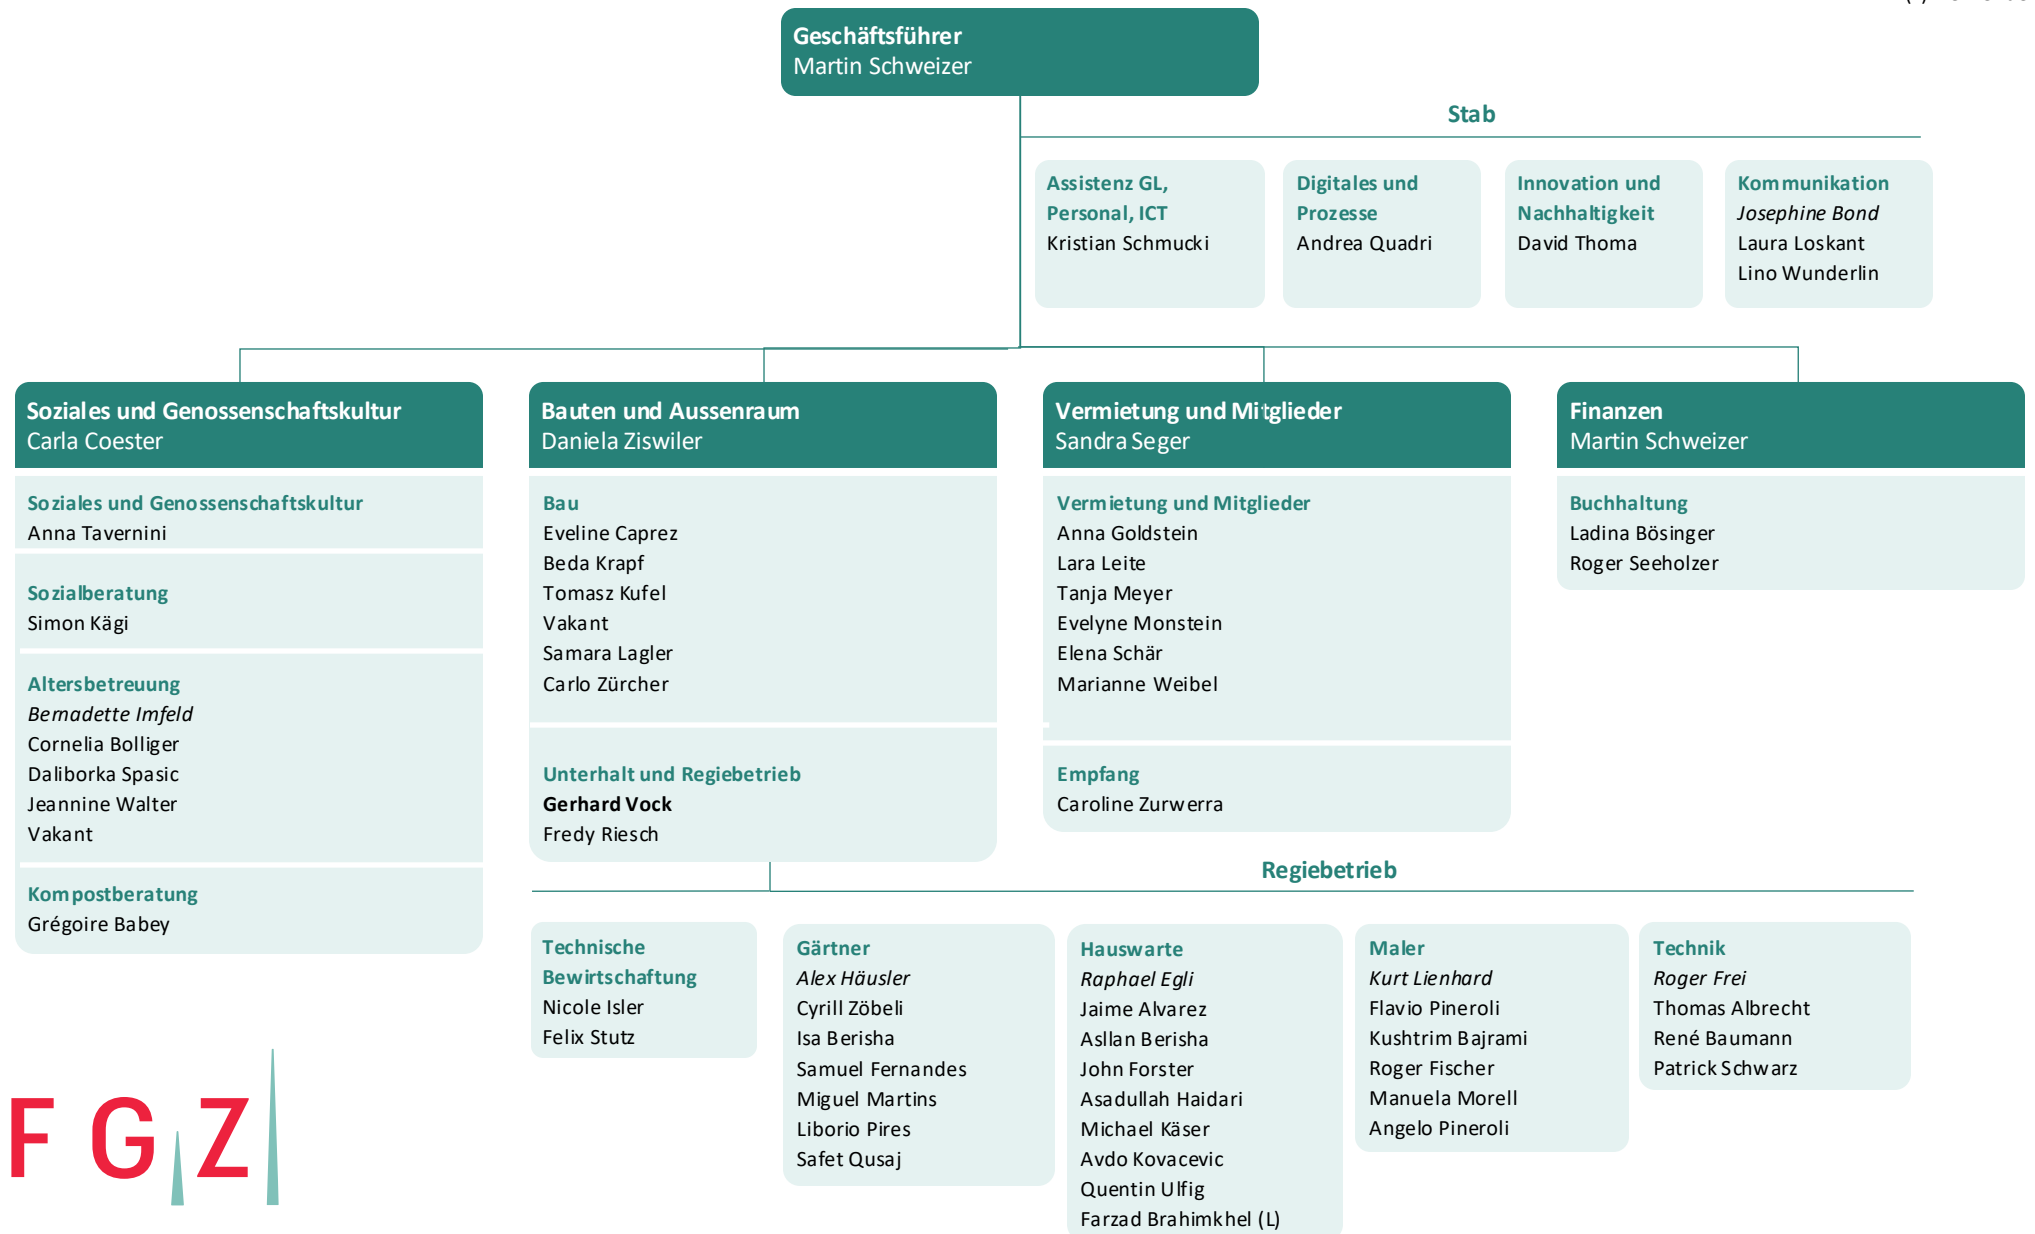 Geschäftsführer
Martin Schweizer
Stab
Assistenz GL,
Personal, ICT
Kristian Schmucki
Digitales und
Prozesse
Andrea Quadri
Innovation und
Nachhaltigkeit
David Thoma
Kommunikation
Josephine Bond
Laura Loskant
Lino Wunderlin
Soziales und Genossenschaftskultur
Carla Coester
Soziales und Genossenschaftskultur
Anna Tavernini
Sozialberatung
Simon Kägi
Altersbetreuung
Bernadette Imfeld
Cornelia Bolliger
Daliborka Spasic
Jeannine Walter
Vakant
Kompostberatung
Grégoire Babey
Bauten und Aussenraum
Daniela Ziswiler
Bau
Eveline Caprez
Beda Krapf
Tomasz Kufel
Vakant
Samara Lagler
Carlo Zürcher
Unterhalt und Regiebetrieb
Gerhard Vock
Fredy Riesch
Vermietung und Mitglieder
Sandra Seger
Vermietung und Mitglieder
Anna Goldstein
Lara Leite
Tanja Meyer
Evelyne Monstein
Elena Schär
Marianne Weibel
Empfang
Caroline Zurwerra
Finanzen
Martin Schweizer
Buchhaltung
Ladina Bösinger
Roger Seeholzer
Regiebetrieb
Technische
Bewirtschaftung
Nicole Isler
Felix Stutz
Gärtner
Alex Häusler
Cyrill Zöbeli
Isa Berisha
Samuel Fernandes
Miguel Martins
Liborio Pires
Safet Qusaj
Hauswarte
Raphael Egli
Jaime Alvarez
Asllan Berisha
John Forster
Asadullah Haidari
Michael Käser
Avdo Kovacevic
Quentin Ulfig
Farzad Brahimkhel (L)
Maler
Kurt Lienhard
Flavio Pineroli
Kushtrim Bajrami
Roger Fischer
Manuela Morell
Angelo Pineroli
Technik
Roger Frei
Thomas Albrecht
René Baumann
Patrick Schwarz
FGZ